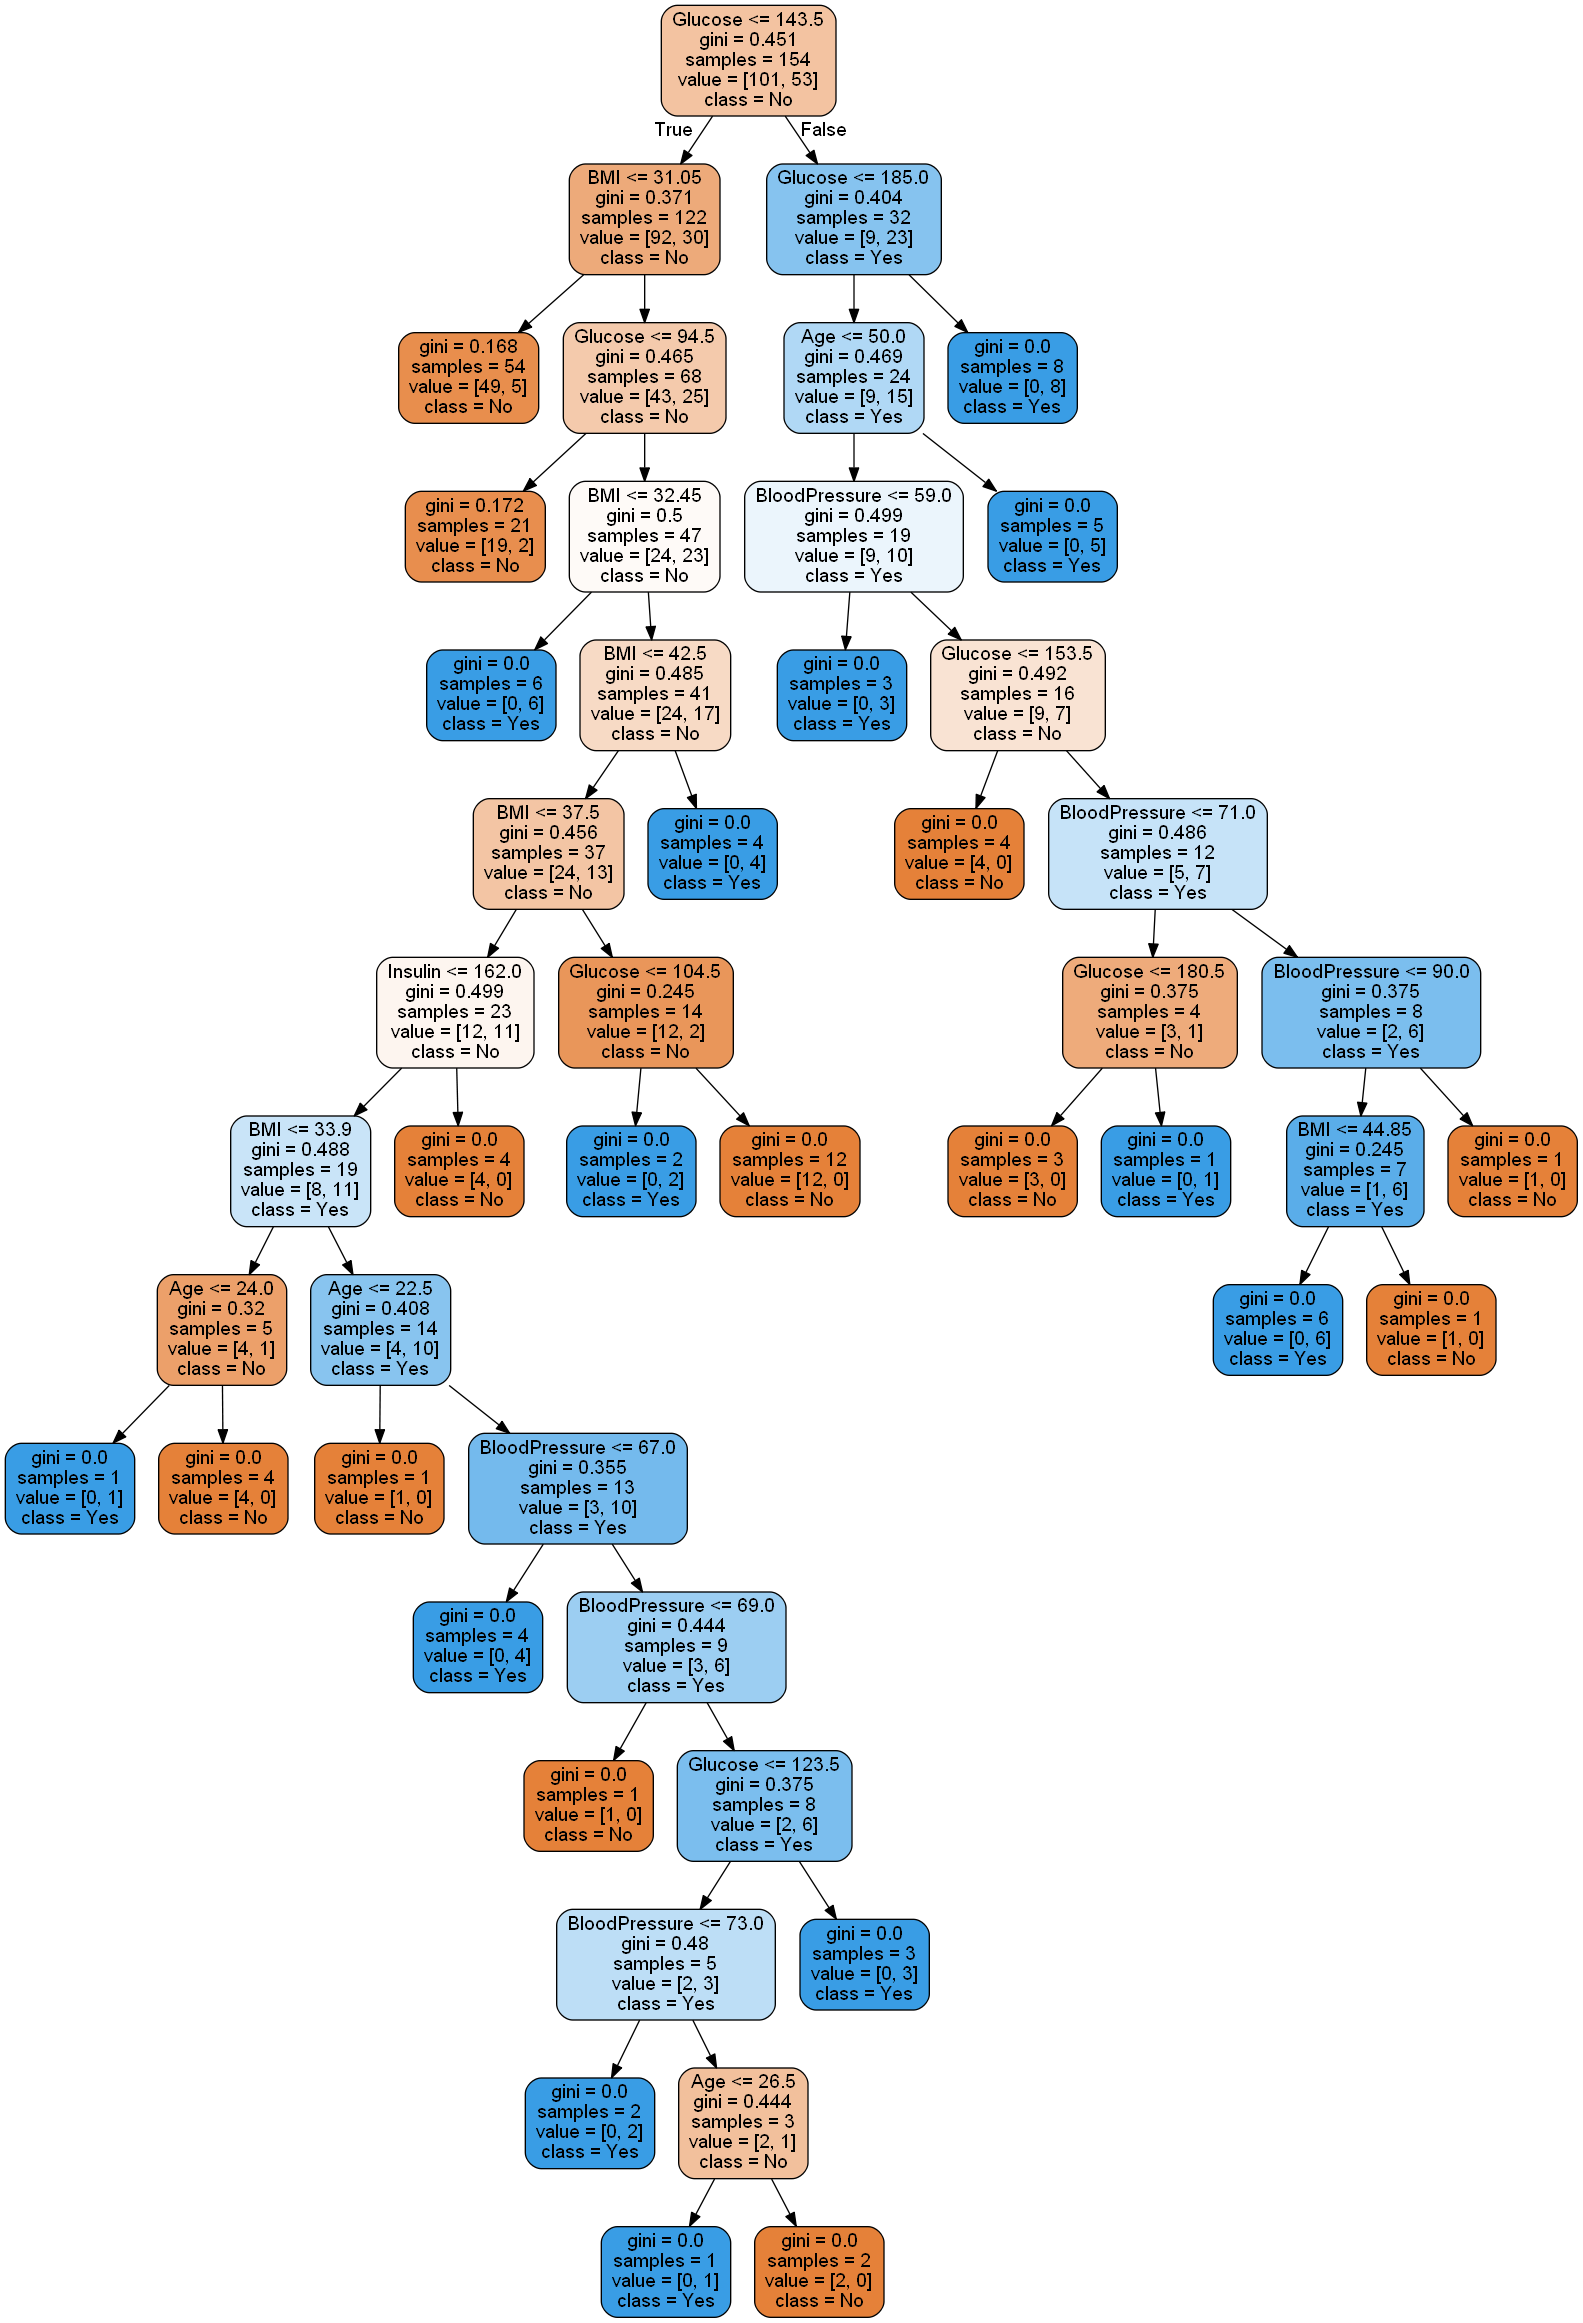 Glucose <= 143.5
gini = 0.451
samples = 154
value = [101, 53]
class = No
True
False
BMI <= 31.05
gini = 0.371
samples = 122
value = [92, 30]
class = No
Glucose <= 185.0
gini = 0.404
samples = 32
value = [9, 23]
class = Yes
gini = 0.168
samples = 54
value = [49, 5]
class = No
Glucose <= 94.5
gini = 0.465
samples = 68
value = [43, 25]
class = No
Age <= 50.0
gini = 0.469
samples = 24
value = [9, 15]
class = Yes
gini = 0.0
samples = 8
value = [0, 8]
class = Yes
gini = 0.172
samples = 21
value = [19, 2]
class = No
BMI <= 32.45
gini = 0.5
samples = 47
value = [24, 23]
class = No
BloodPressure <= 59.0
gini = 0.499
samples = 19
value = [9, 10]
class = Yes
gini = 0.0
samples = 5
value = [0, 5]
class = Yes
gini = 0.0
samples = 6
value = [0, 6]
class = Yes
BMI <= 42.5
gini = 0.485
samples = 41
value = [24, 17]
class = No
gini = 0.0
samples = 3
value = [0, 3]
class = Yes
Glucose <= 153.5
gini = 0.492
samples = 16
value = [9, 7]
class = No
BMI <= 37.5
gini = 0.456
samples = 37
value = [24, 13]
class = No
gini = 0.0
samples = 4
value = [0, 4]
class = Yes
gini = 0.0
samples = 4
value = [4, 0]
class = No
BloodPressure <= 71.0
gini = 0.486
samples = 12
value = [5, 7]
class = Yes
Insulin <= 162.0
gini = 0.499
samples = 23
value = [12, 11]
class = No
Glucose <= 104.5
gini = 0.245
samples = 14
value = [12, 2]
class = No
Glucose <= 180.5
gini = 0.375
samples = 4
value = [3, 1]
class = No
BloodPressure <= 90.0
gini = 0.375
samples = 8
value = [2, 6]
class = Yes
BMI <= 33.9
gini = 0.488
samples = 19
value = [8, 11]
class = Yes
gini = 0.0
samples = 4
value = [4, 0]
class = No
gini = 0.0
samples = 2
value = [0, 2]
class = Yes
gini = 0.0
samples = 12
value = [12, 0]
class = No
gini = 0.0
samples = 3
value = [3, 0]
class = No
gini = 0.0
samples = 1
value = [0, 1]
class = Yes
BMI <= 44.85
gini = 0.245
samples = 7
value = [1, 6]
class = Yes
gini = 0.0
samples = 1
value = [1, 0]
class = No
Age <= 24.0
gini = 0.32
samples = 5
value = [4, 1]
class = No
Age <= 22.5
gini = 0.408
samples = 14
value = [4, 10]
class = Yes
gini = 0.0
samples = 6
value = [0, 6]
class = Yes
gini = 0.0
samples = 1
value = [1, 0]
class = No
gini = 0.0
samples = 1
value = [0, 1]
class = Yes
gini = 0.0
samples = 4
value = [4, 0]
class = No
gini = 0.0
samples = 1
value = [1, 0]
class = No
BloodPressure <= 67.0
gini = 0.355
samples = 13
value = [3, 10]
class = Yes
gini = 0.0
samples = 4
value = [0, 4]
class = Yes
BloodPressure <= 69.0
gini = 0.444
samples = 9
value = [3, 6]
class = Yes
gini = 0.0
samples = 1
value = [1, 0]
class = No
Glucose <= 123.5
gini = 0.375
samples = 8
value = [2, 6]
class = Yes
BloodPressure <= 73.0
gini = 0.48
samples = 5
value = [2, 3]
class = Yes
gini = 0.0
samples = 3
value = [0, 3]
class = Yes
gini = 0.0
samples = 2
value = [0, 2]
class = Yes
Age <= 26.5
gini = 0.444
samples = 3
value = [2, 1]
class = No
gini = 0.0
samples = 1
value = [0, 1]
class = Yes
gini = 0.0
samples = 2
value = [2, 0]
class = No